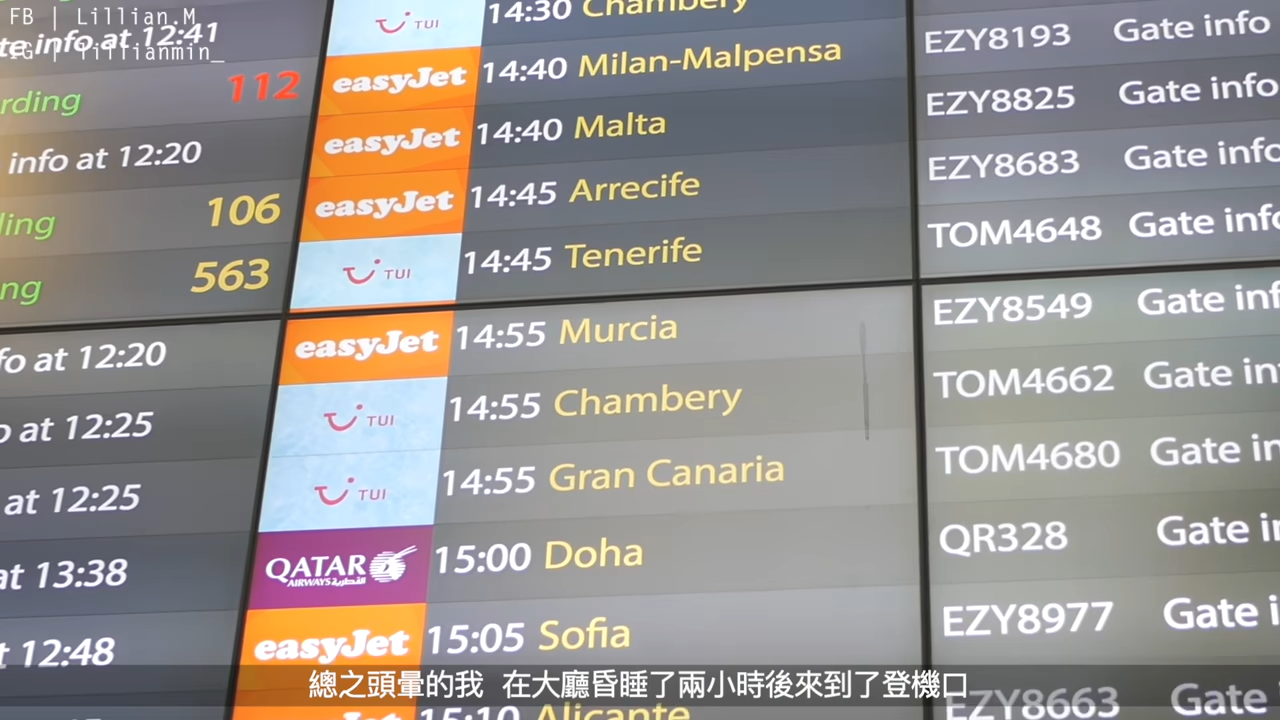 FB | Lillian.M
IG | lillianmin_
te info at 12:41
rding 112
info at 12:20
ling 106
ng 563
fo at 12:20
o at 12:25
at 12:25
at 13:38
t 12:48
TUI 14:30 Chambery
easyJet 14:40 Milan-Malpensa EZY8193 Gate info
easyJet 14:40 Malta EZY8825 Gate info
easyJet 14:45 Arrecife EZY8683 Gate info
TUI 14:45 Tenerife TOM4648 Gate info
easyJet 14:55 Murcia EZY8549 Gate inf
TUI 14:55 Chambery TOM4662 Gate in
TUI 14:55 Gran Canaria TOM4680 Gate in
QATAR AIRWAYS القطرية 15:00 Doha QR328 Gate i
easyJet 15:05 Sofia EZY8977 Gate i
easyJet 15:10 Alicante EZY8663 Gate
總之頭暈的我 在大廳昏睡了兩小時後來到了登機口